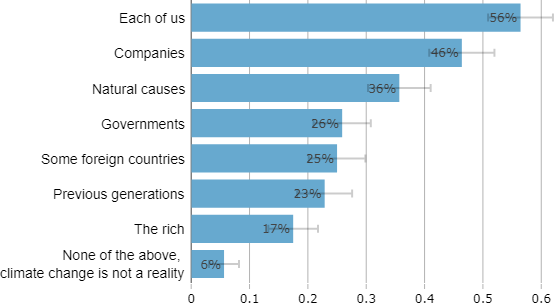 Each of us 56%
Companies 46%
Natural causes 36%
Governments 26%
Some foreign countries 25%
Previous generations 23%
The rich 17%
None of the above,
climate change is not a reality 6%
0 0.1 0.2 0.3 0.4 0.5 0.6